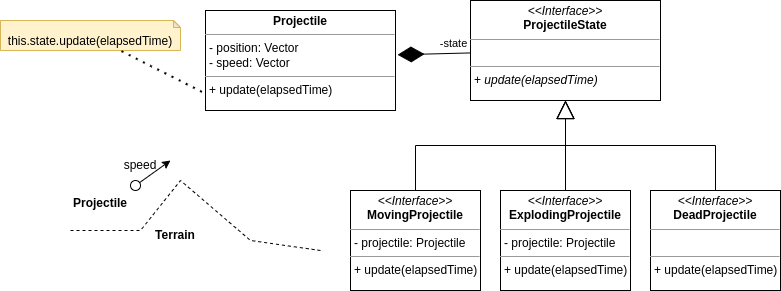 this.state.update(elapsedTime)
Projectile
- position: Vector
- speed: Vector
+ update(elapsedTime)
-state
<<Interface>>
ProjectileState
+ update(elapsedTime)
speed
Projectile
Terrain
<<Interface>>
MovingProjectile
- projectile: Projectile
+ update(elapsedTime)
<<Interface>>
ExplodingProjectile
- projectile: Projectile
+ update(elapsedTime)
<<Interface>>
DeadProjectile
+ update(elapsedTime)